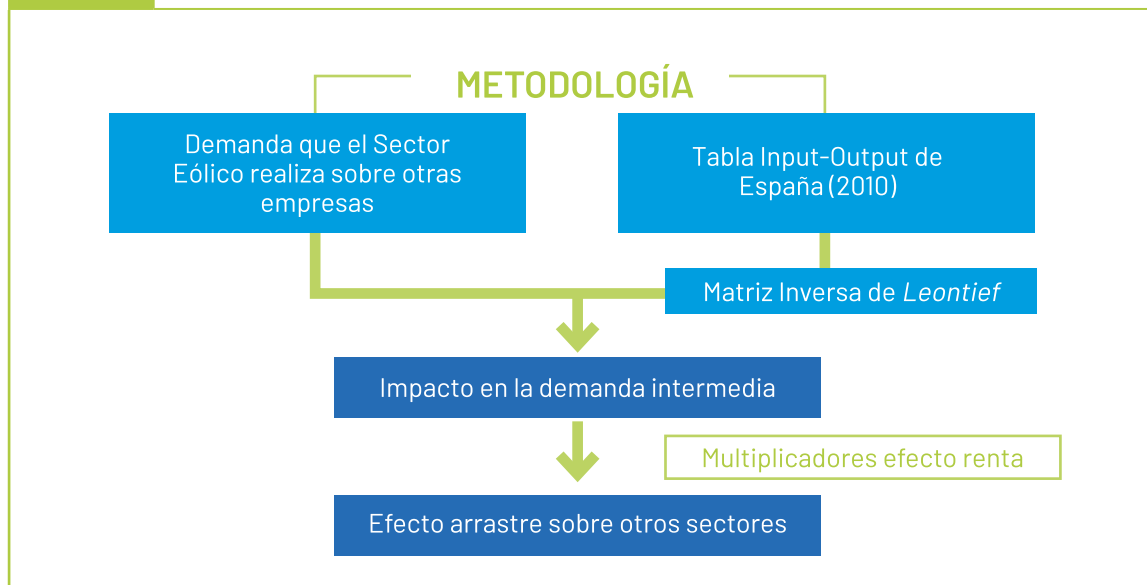 METODOLOGÍA
Demanda que el Sector
Eólico realiza sobre otras
empresas
Tabla Input-Output de
España (2010)
Matriz Inversa de Leontief
Impacto en la demanda intermedia
Multiplicadores efecto renta
Efecto arrastre sobre otros sectores